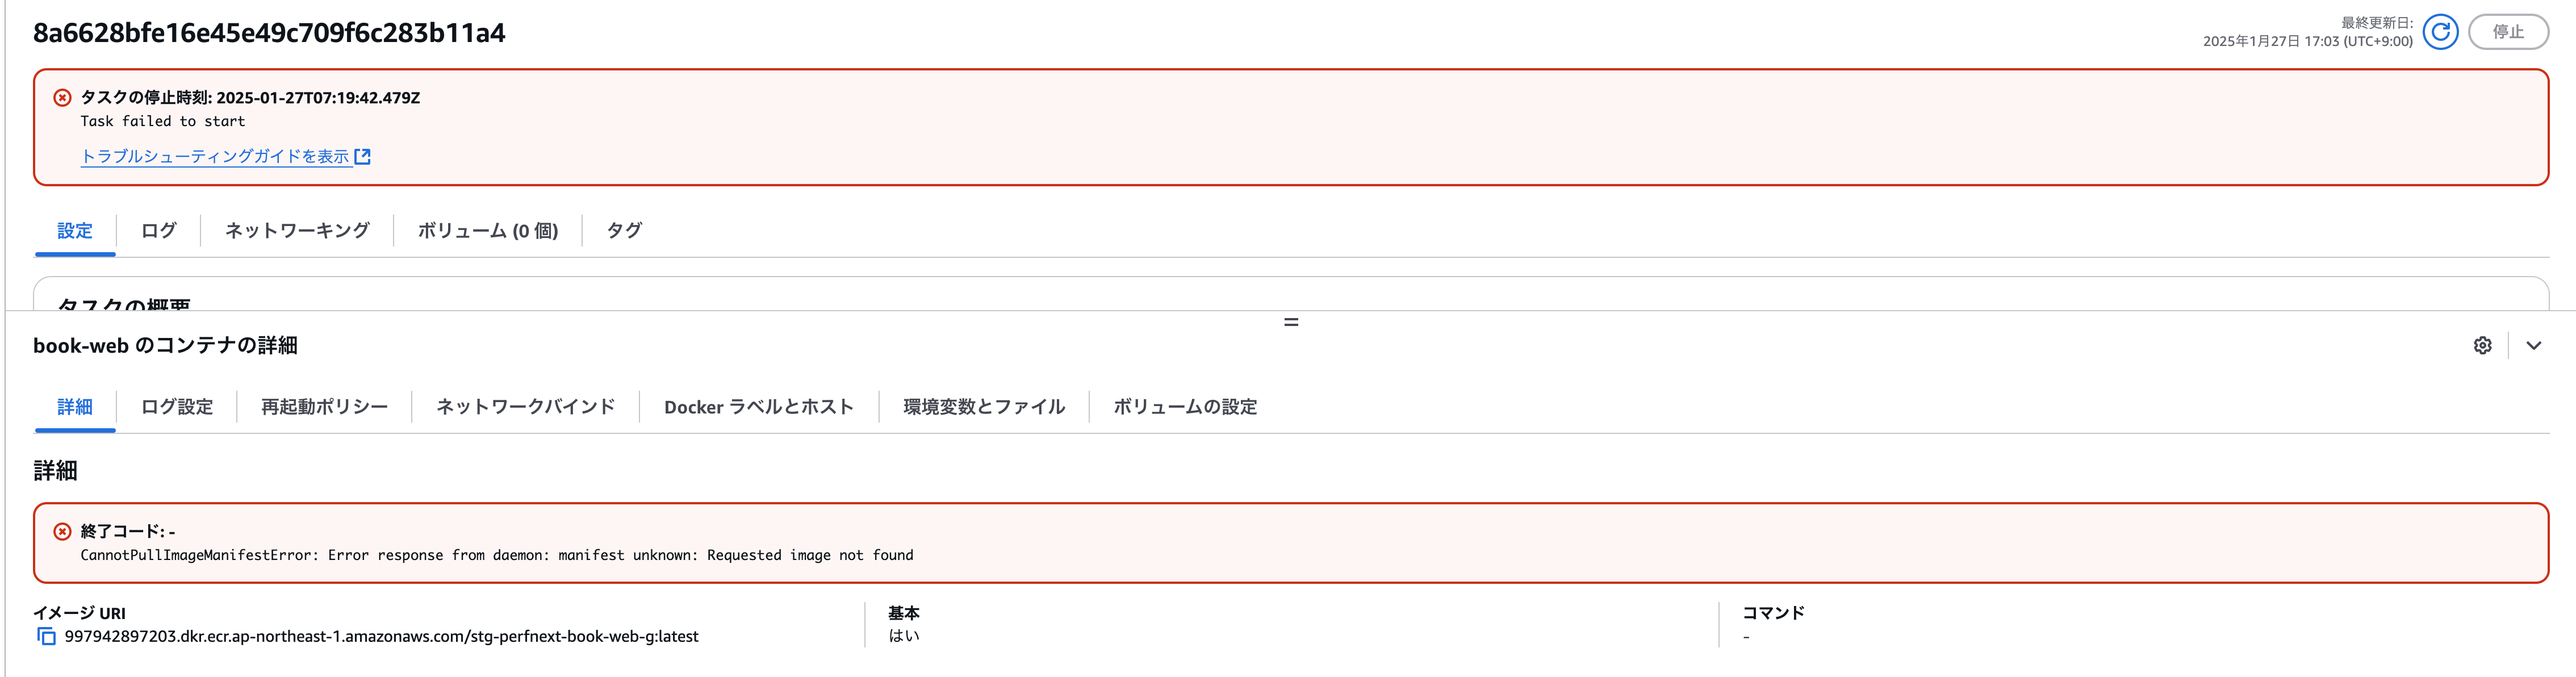 8a6628bfe16e45e49c709f6c283b11a4
最終更新日:
2025年1月27日 17:03 (UTC+9:00)
停止
タスクの停止時刻: 2025-01-27T07:19:42.479Z
Task failed to start
トラブルシューティングガイドを表示
設定
ログ
ネットワーキング
ボリューム (0 個)
タグ
タスクの概要
book-web のコンテナの詳細
詳細
ログ設定
再起動ポリシー
ネットワークバインド
Docker ラベルとホスト
環境変数とファイル
ボリュームの設定
詳細
終了コード: -
CannotPullImageManifestError: Error response from daemon: manifest unknown: Requested image not found
イメージ URI
997942897203.dkr.ecr.ap-northeast-1.amazonaws.com/stg-perfnext-book-web-g:latest
基本
はい
コマンド
-